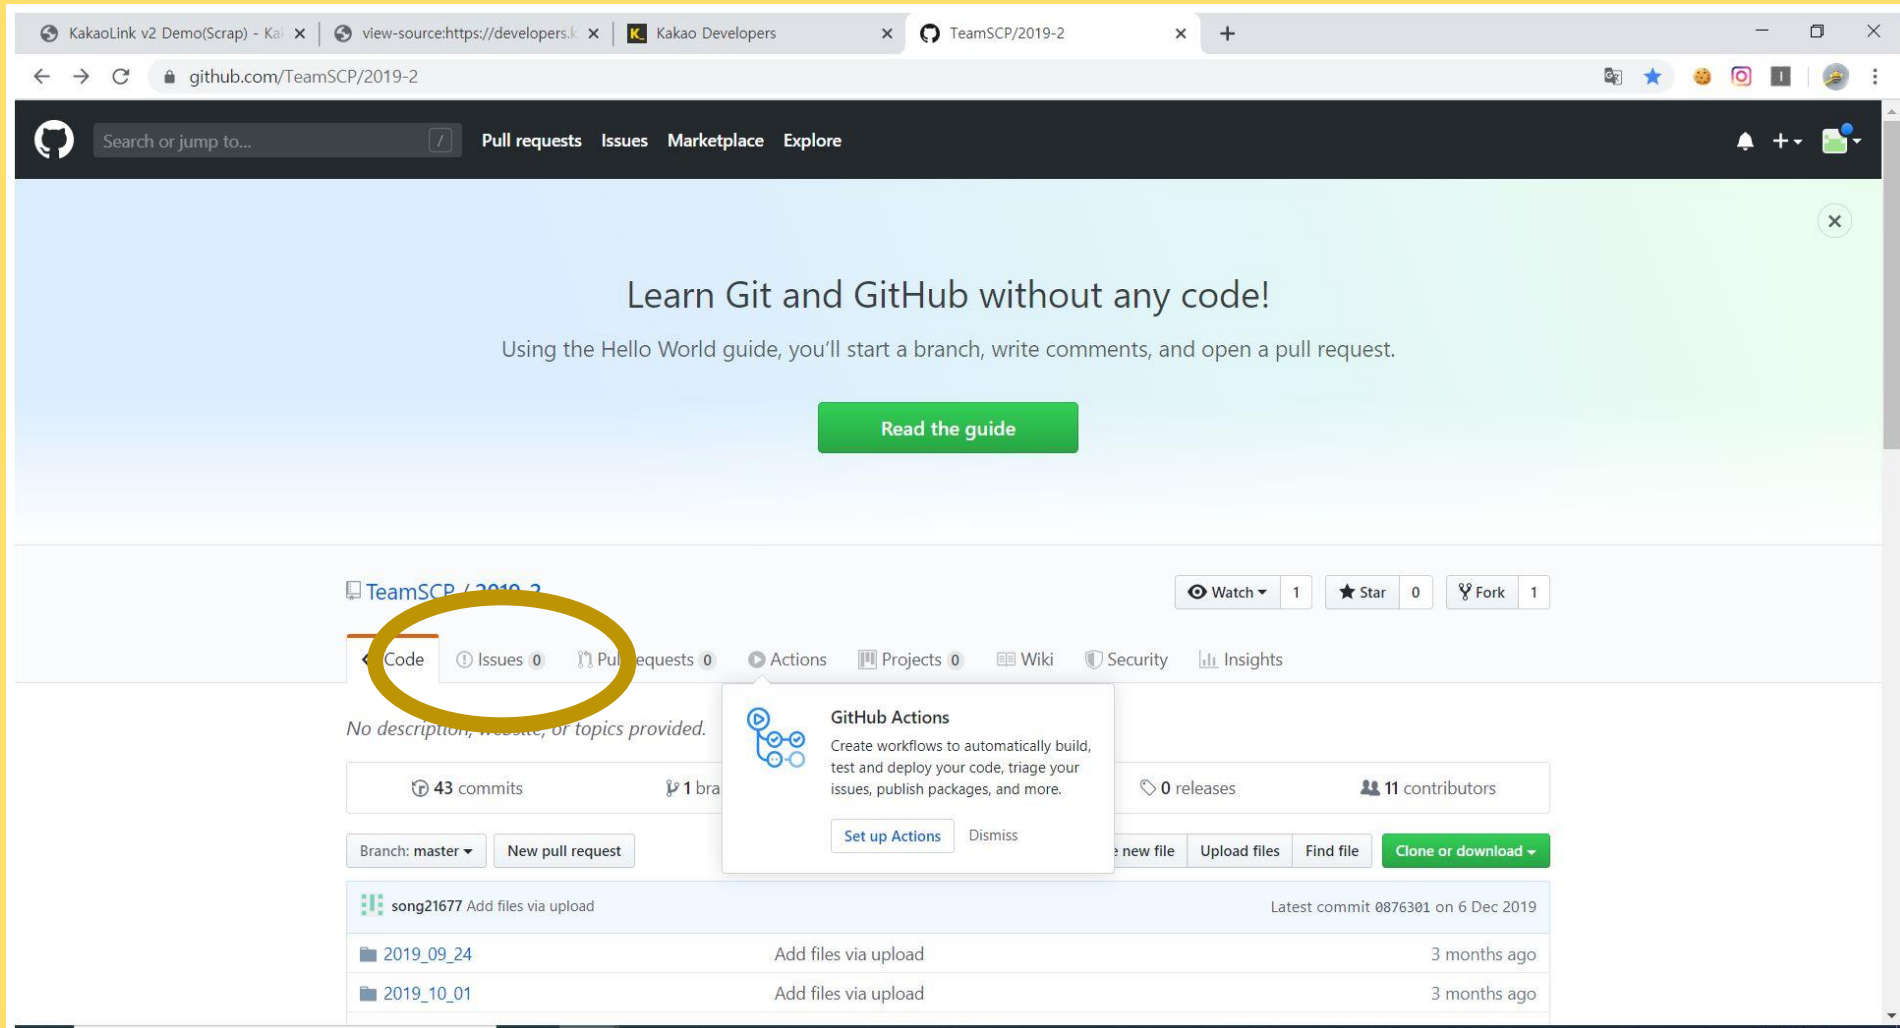 KakaoLink v2 Demo(Scrap) - Ka
view-source:https://developers.k
Kakao Developers
TeamSCP/2019-2
github.com/TeamSCP/2019-2
Search or jump to... /
Pull requests Issues Marketplace Explore
Learn Git and GitHub without any code!
Using the Hello World guide, you'll start a branch, write comments, and open a pull request.
Read the guide
TeamSCP / 2019-2
Watch 1 Star 0 Fork 1
Code Issues 0 Pull requests 0 Actions Projects 0 Wiki Security Insights
No description, website, or topics provided.
GitHub Actions
Create workflows to automatically build,
test and deploy your code, triage your
issues, publish packages, and more.
Set up Actions Dismiss
43 commits 1 bra 0 releases 11 contributors
Branch: master New pull request new file Upload files Find file Clone or download
song21677 Add files via upload Latest commit 0876301 on 6 Dec 2019
2019_09_24 Add files via upload 3 months ago
2019_10_01 Add files via upload 3 months ago